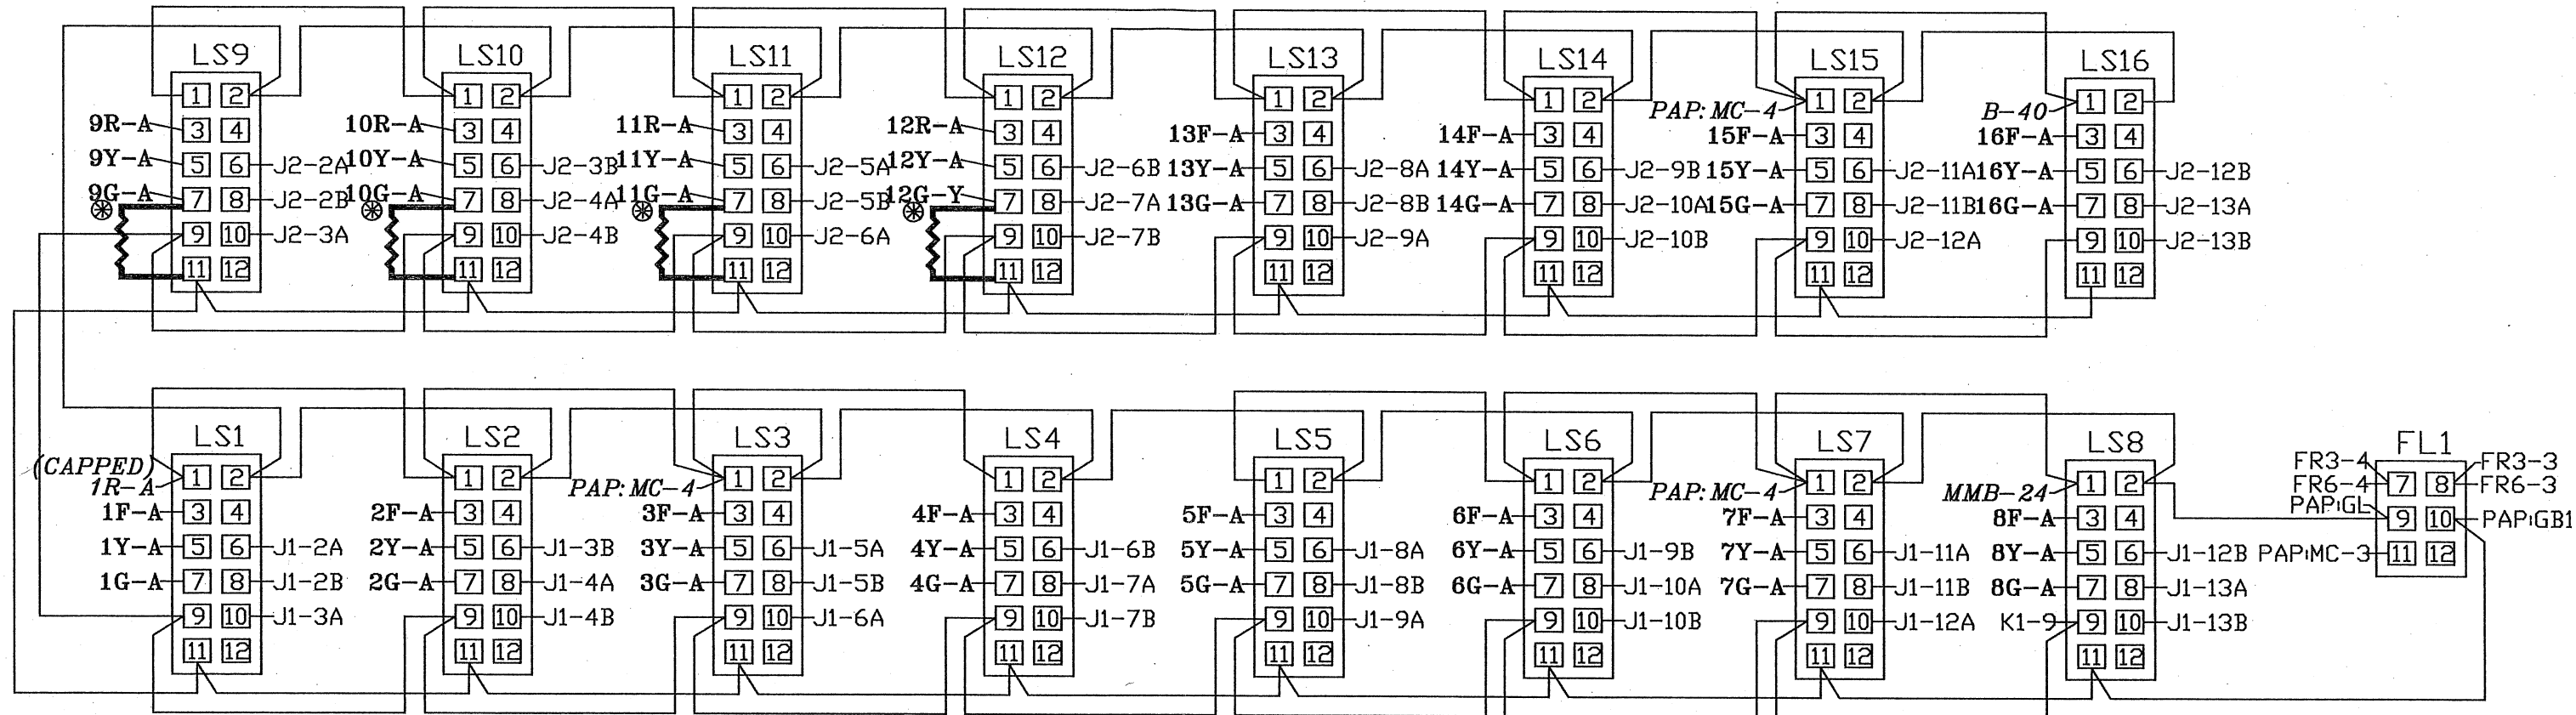 LS9 LS10 LS11 LS12 LS13 LS14 LS15 LS16
1 2 1 2 1 2 1 2 1 2 1 2 PAP:MC-4 1 2 B-40 1 2
9R-A 3 4 10R-A 3 4 11R-A 3 4 12R-A 3 4 13F-A 3 4 14F-A 3 4 15F-A 3 4 16F-A 3 4
9Y-A 5 6 J2-2A 10Y-A 5 6 J2-3B 11Y-A 5 6 J2-5A 12Y-A 5 6 J2-6B 13Y-A 5 6 J2-8A 14Y-A 5 6 J2-9B 15Y-A 5 6 J2-11A 16Y-A 5 6 J2-12B
9G-A 7 8 J2-2B 10G-A 7 8 J2-4A 11G-A 7 8 J2-5B 12G-Y 7 8 J2-7A 13G-A 7 8 J2-8B 14G-A 7 8 J2-10A 15G-A 7 8 J2-11B 16G-A 7 8 J2-13A
9 10 J2-3A 9 10 J2-4B 9 10 J2-6A 9 10 J2-7B 9 10 J2-9A 9 10 J2-10B 9 10 J2-12A 9 10 J2-13B
11 12 11 12 11 12 11 12 11 12 11 12 11 12 11 12
LS1 LS2 LS3 LS4 LS5 LS6 LS7 LS8 FL1
(CAPPED) 1R-A 1 2 1 2 PAP:MC-4 1 2 1 2 1 2 1 2 PAP:MC-4 1 2 MMB-24 1 2 FR3-4 FR6-4 7 8 FR3-3 FR6-3
1F-A 3 4 2F-A 3 4 3F-A 3 4 4F-A 3 4 5F-A 3 4 6F-A 3 4 7F-A 3 4 8F-A 3 4 PAP:GL 9 10 PAP:GB1
1Y-A 5 6 J1-2A 2Y-A 5 6 J1-3B 3Y-A 5 6 J1-5A 4Y-A 5 6 J1-6B 5Y-A 5 6 J1-8A 6Y-A 5 6 J1-9B 7Y-A 5 6 J1-11A 8Y-A 5 6 J1-12B PAP:MC-3 11 12
1G-A 7 8 J1-2B 2G-A 7 8 J1-4A 3G-A 7 8 J1-5B 4G-A 7 8 J1-7A 5G-A 7 8 J1-8B 6G-A 7 8 J1-10A 7G-A 7 8 J1-11B 8G-A 7 8 J1-13A
9 10 J1-3A 9 10 J1-4B 9 10 J1-6A 9 10 J1-7B 9 10 J1-9A 9 10 J1-10B 9 10 J1-12A K1-9 9 10 J1-13B
11 12 11 12 11 12 11 12 11 12 11 12 11 12 11 12